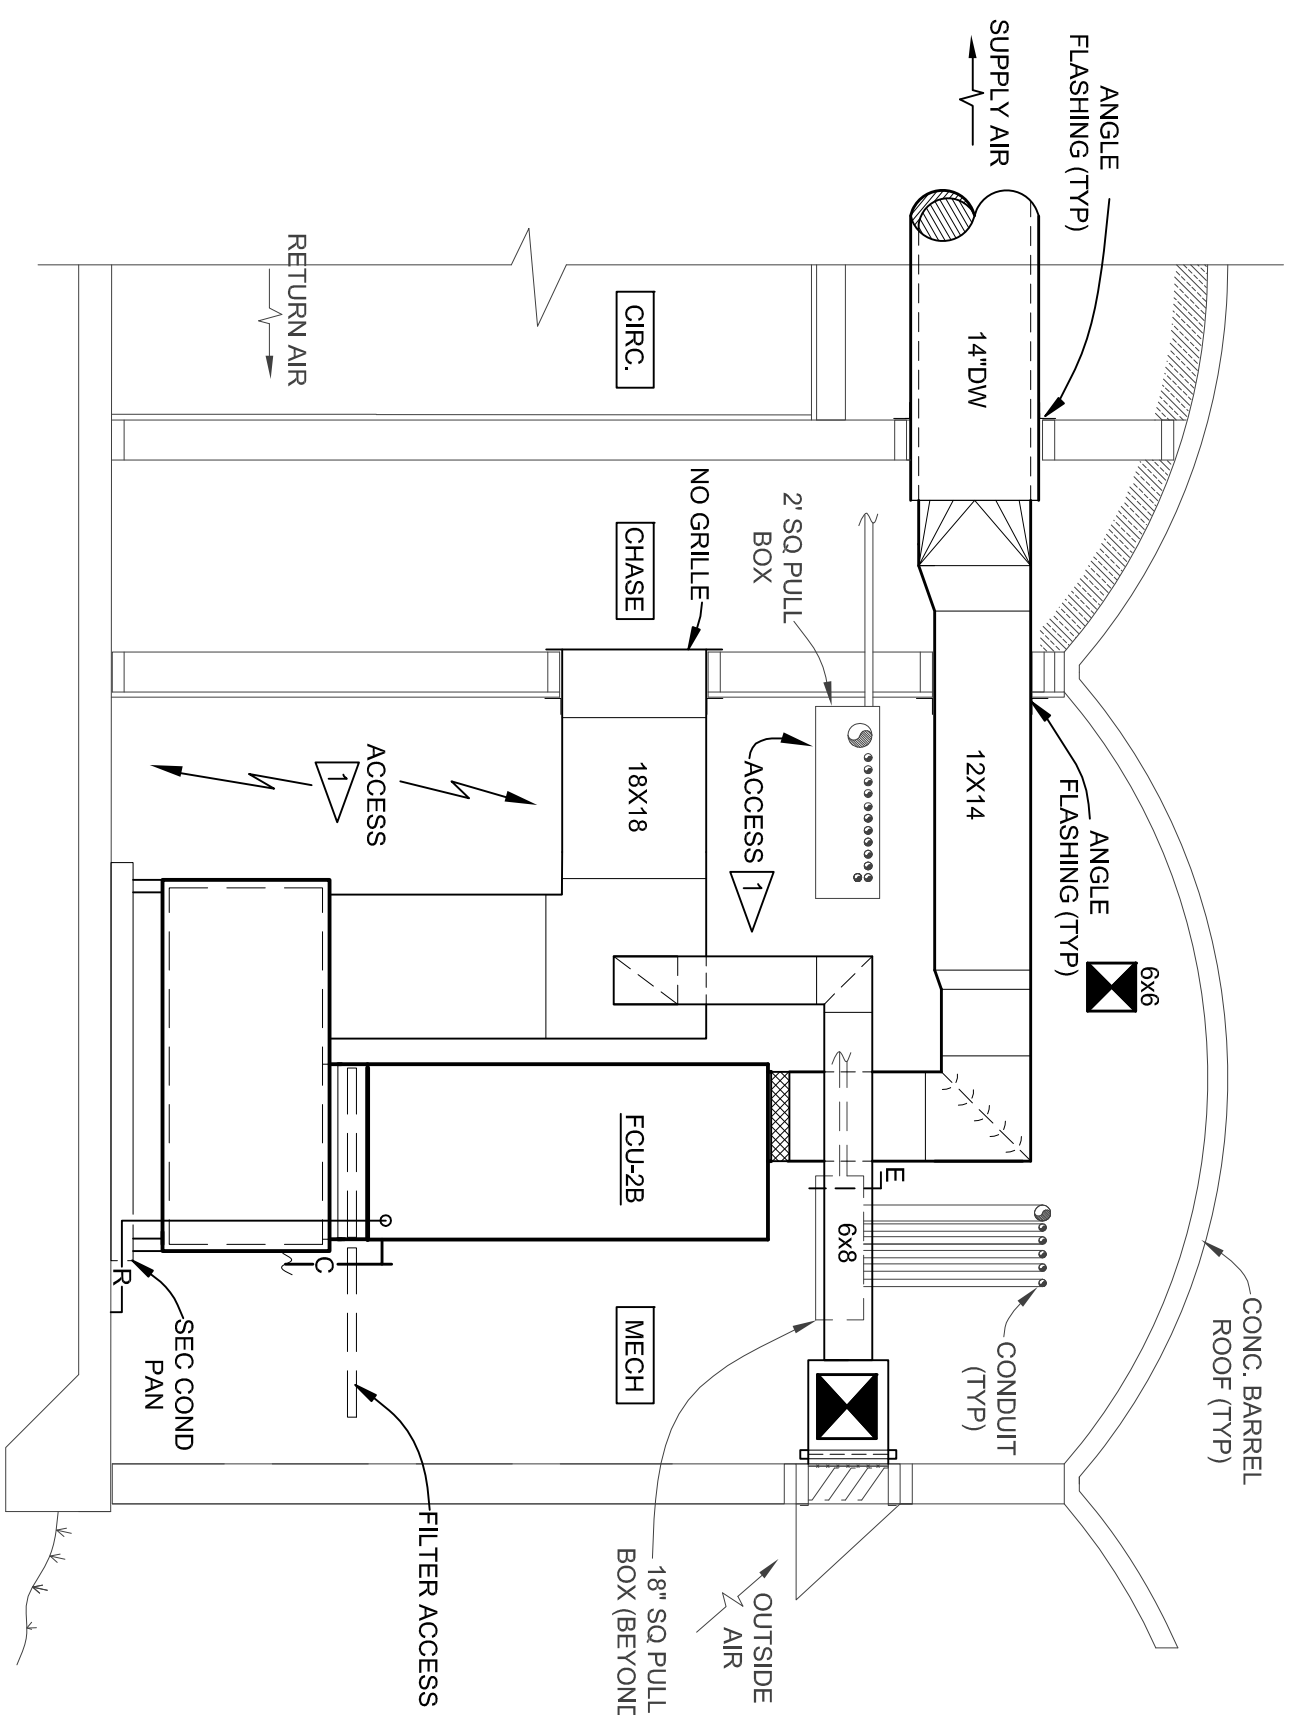 CONC. BARREL
ROOF (TYP)
6x6
ANGLE
FLASHING (TYP)
ANGLE
FLASHING (TYP)
SUPPLY AIR
14"DW
12X14
CONDUIT
(TYP)
E
6x8
2' SQ PULL
BOX
ACCESS
1
OUTSIDE
AIR
NO GRILLE
18" SQ PULL
BOX (BEYOND
CIRC.
CHASE
18X18
FCU-2B
MECH
ACCESS
1
FILTER ACCESS
RETURN AIR
C
SEC COND
PAN
R